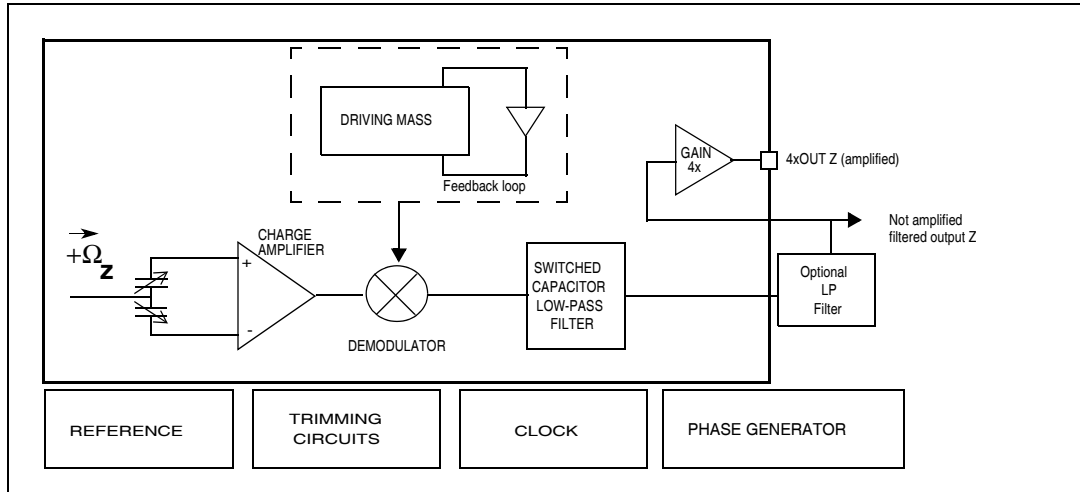 DRIVING MASS
Feedback loop
GAIN
4x
4xOUT Z (amplified)
Not amplified
filtered output Z
+Ω
Z
CHARGE
AMPLIFIER
+
-
DEMODULATOR
SWITCHED
CAPACITOR
LOW-PASS
FILTER
Optional
LP
Filter
REFERENCE
TRIMMING
CIRCUITS
CLOCK
PHASE GENERATOR